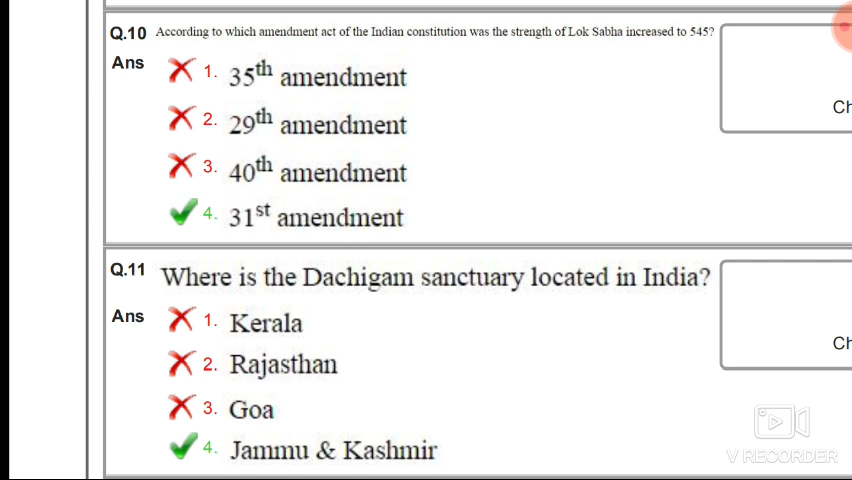 Q.10 According to which amendment act of the Indian constitution was the strength of Lok Sabha increased to 545?
Ans
1. 35th amendment
2. 29th amendment
3. 40th amendment
4. 31st amendment
Ch
Q.11 Where is the Dachigam sanctuary located in India?
Ans
1. Kerala
2. Rajasthan
3. Goa
4. Jammu & Kashmir
Ch
V RECORDER